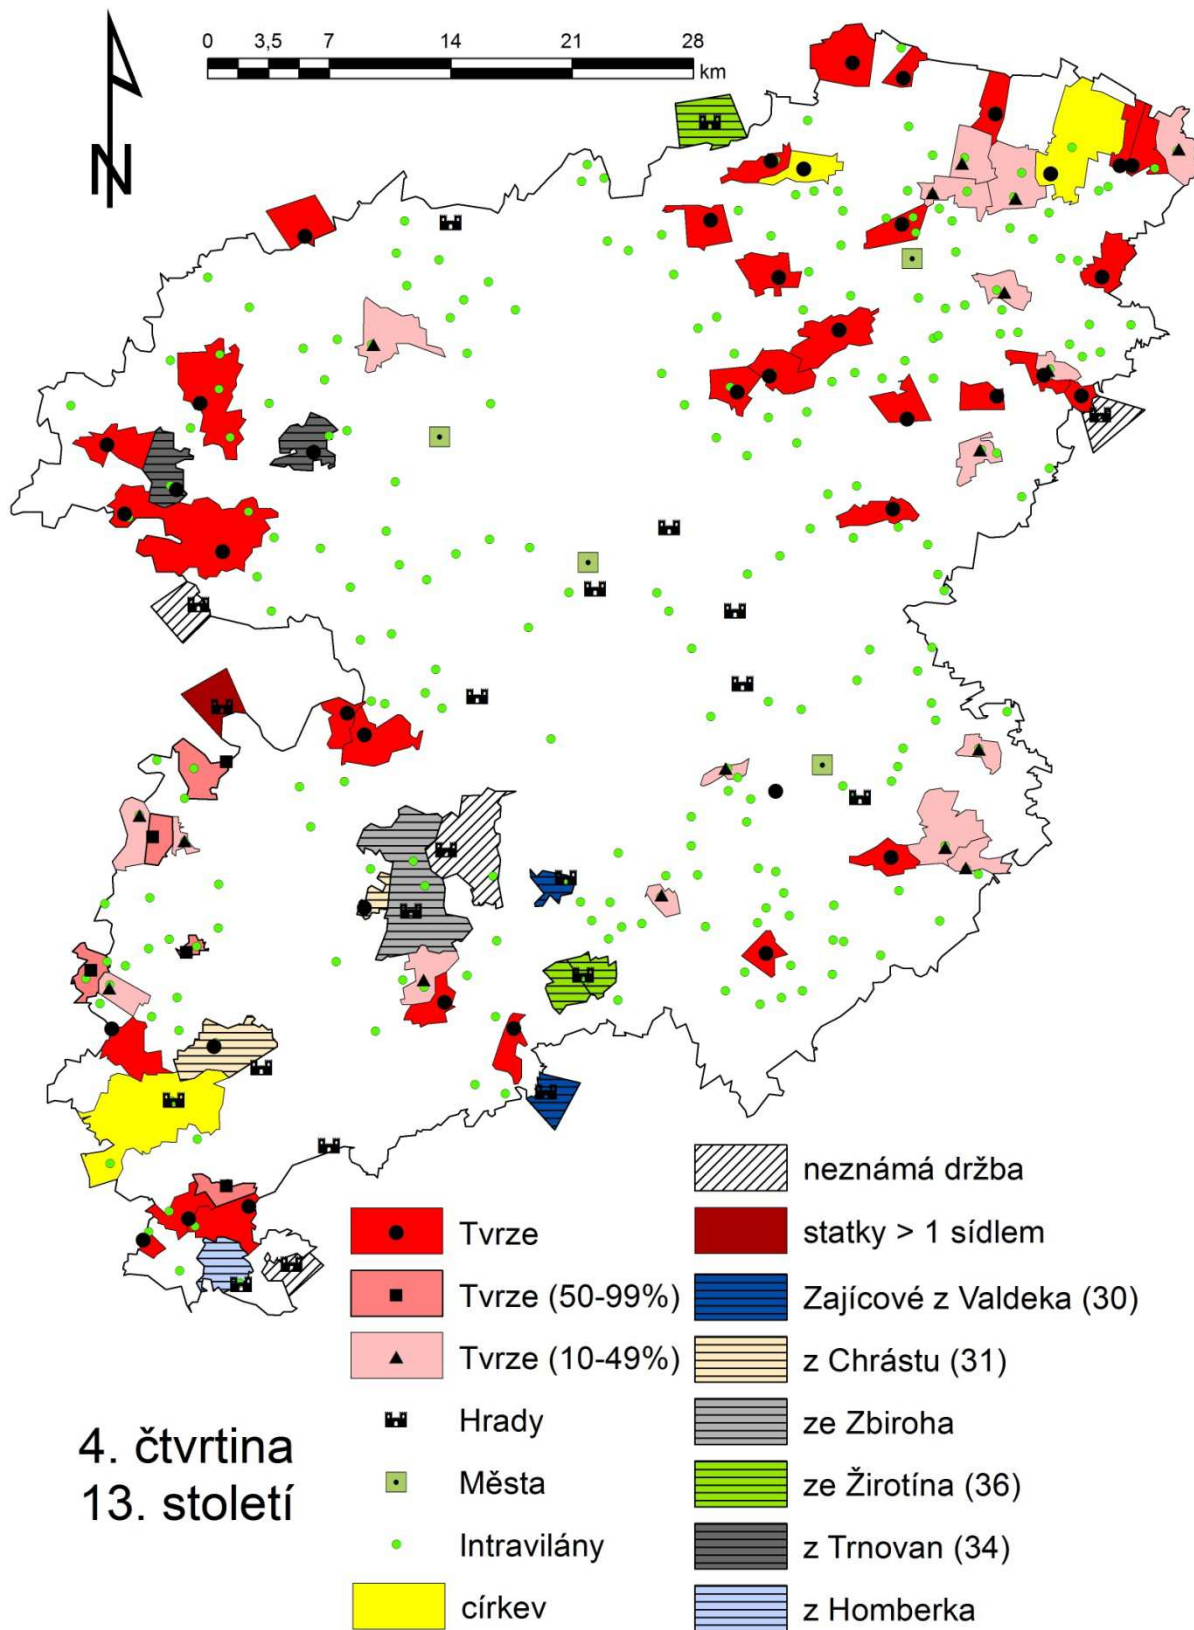 0 3,5 7 14 21 28
km
N
neznámá držba
Tvrze
statky > 1 sídlem
Tvrze (50-99%)
Zajícové z Valdeka (30)
Tvrze (10-49%)
z Chrástu (31)
Hrady
ze Zbiroha
4. čtvrtina
13. století
Města
ze Žirotína (36)
Intravilány
z Trnovan (34)
církev
z Homberka